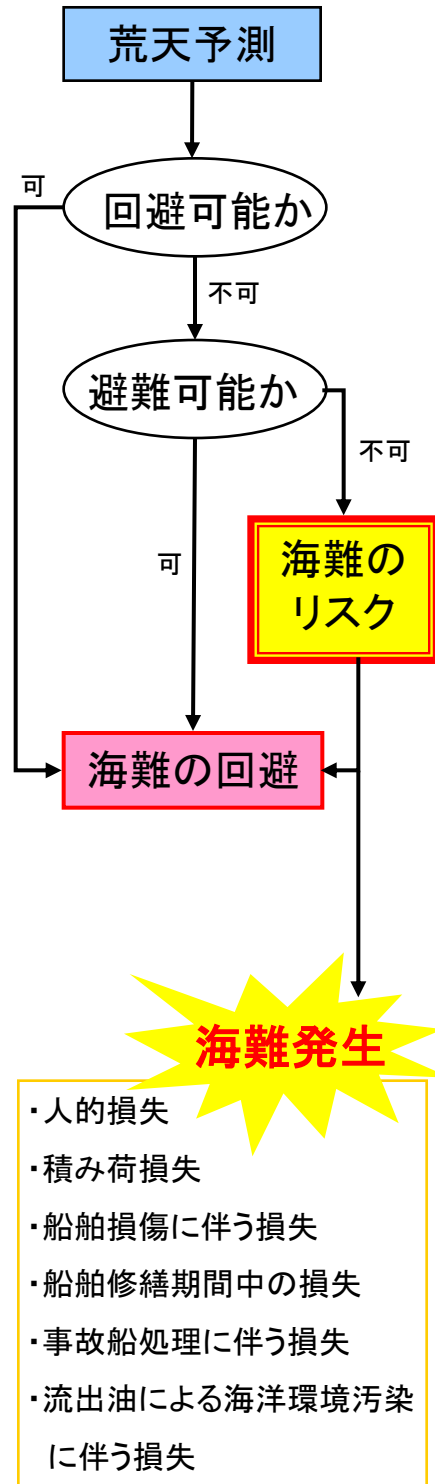 荒天予測
可
回避可能か
不可
避難可能か
不可
海難の
リスク
可
海難の回避
海難発生
・人的損失
・積み荷損失
・船舶損傷に伴う損失
・船舶修繕期間中の損失
・事故船処理に伴う損失
・流出油による海洋環境汚染
に伴う損失